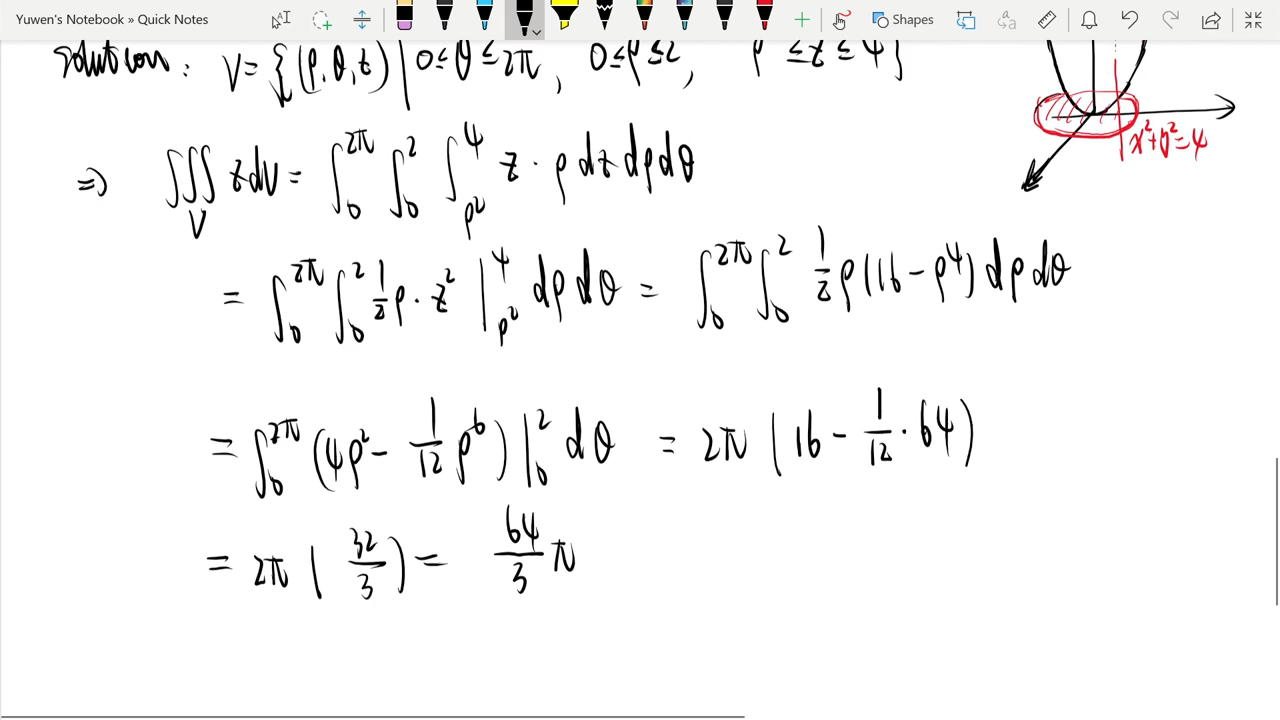 Yuwen's Notebook » Quick Notes
Shapes
Solution: V = {(ρ, θ, z) | 0 ≤ θ ≤ 2π, 0 ≤ ρ ≤ 2, ρ ≤ z ≤ 4}
x²+y²=4
⇒ ∭_V z dV = ∫_0^{2π} ∫_0^2 ∫_{ρ²}^4 z · ρ dz dρ dθ
= ∫_0^{2π} ∫_0^2 1/2 ρ · z² |_{ρ²}^4 dρ dθ = ∫_0^{2π} ∫_0^2 1/2 ρ (16 − ρ⁴) dρ dθ
= ∫_0^{2π} (4ρ² − 1/12 ρ⁶) |_0^2 dθ = 2π (16 − 1/12 · 64)
= 2π (32/3) = 64/3 π